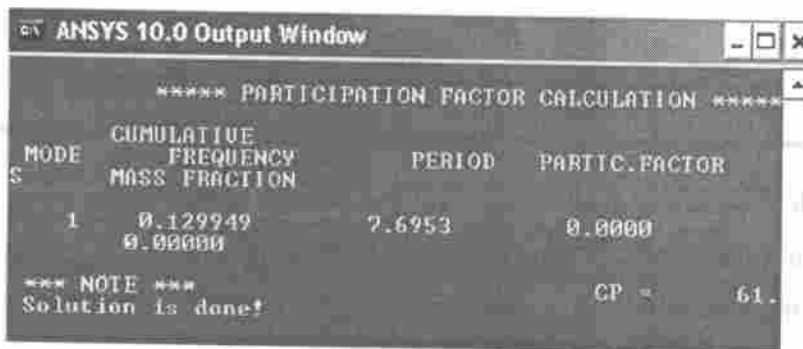 ANSYS 10.0 Output Window
***** PARTICIPATION FACTOR CALCULATION *****
CUMULATIVE
MODE FREQUENCY PERIOD PARTIC.FACTOR
S MASS FRACTION
1 0.129949 7.6953 0.0000
0.00000
*** NOTE *** CP = 61.
Solution is done!